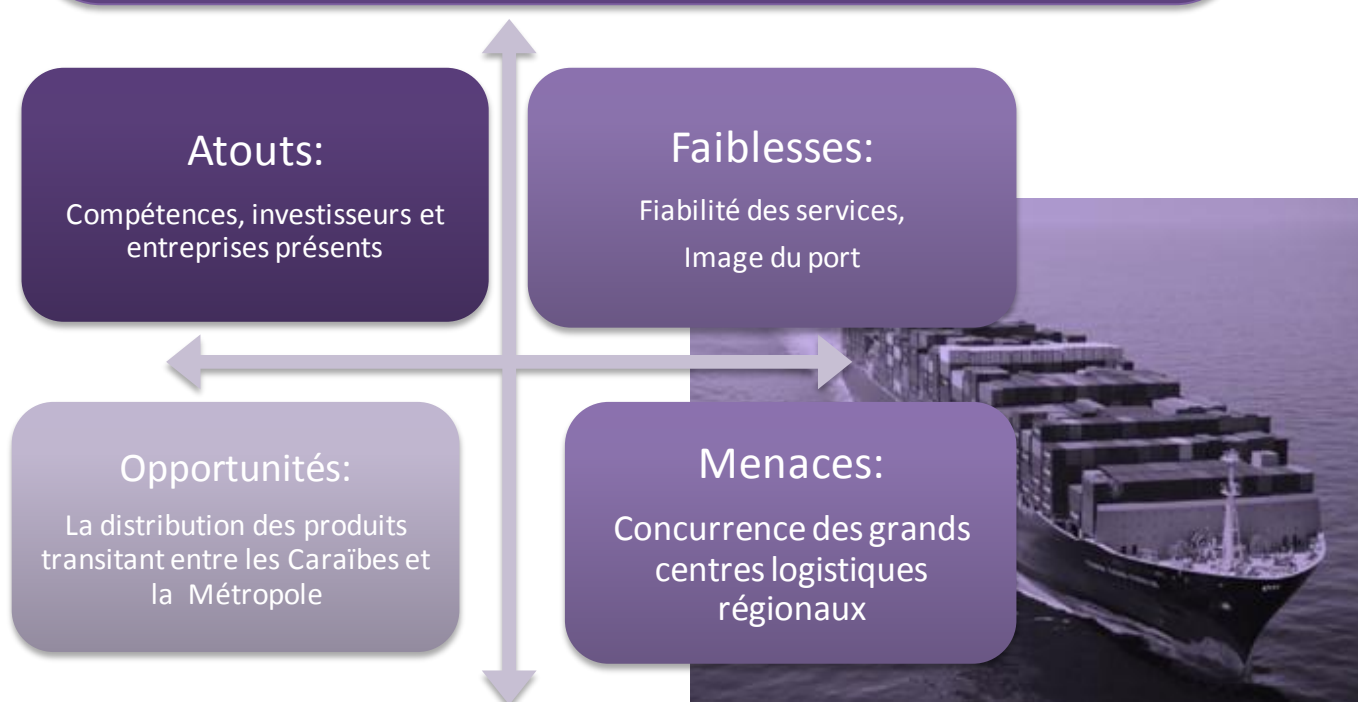 Atouts:
Compétences, investisseurs et
entreprises présents
Faiblesses:
Fiabilité des services,
Image du port
Opportunités:
La distribution des produits
transitant entre les Caraïbes et
la Métropole
Menaces:
Concurrence des grands
centres logistiques
régionaux